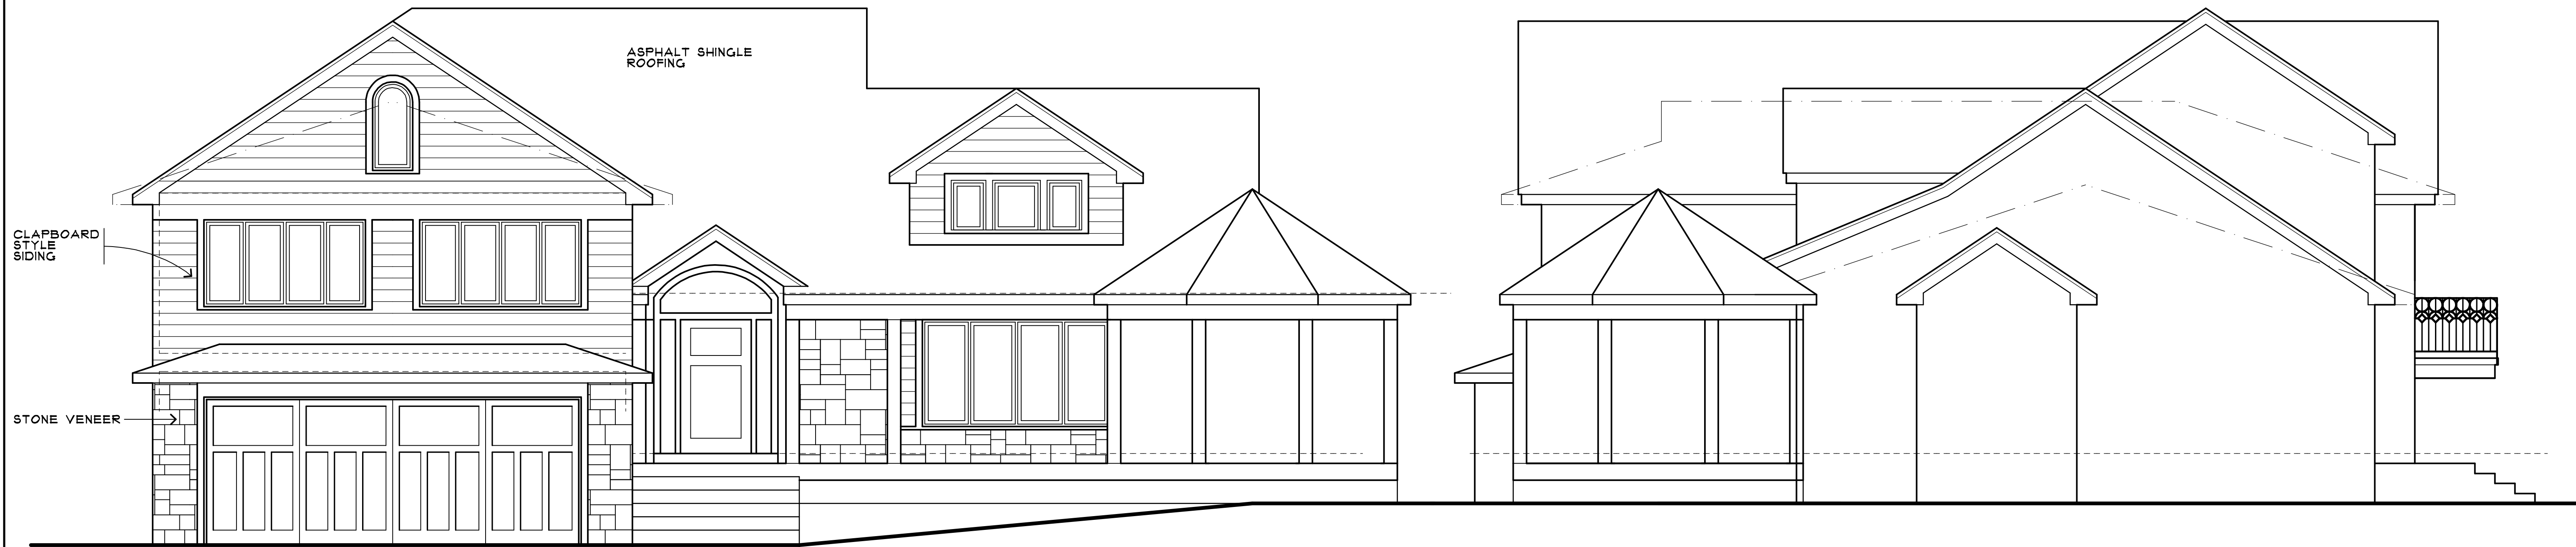 ASPHALT SHINGLE
ROOFING
CLAPBOARD
STYLE
SIDING
STONE VENEER